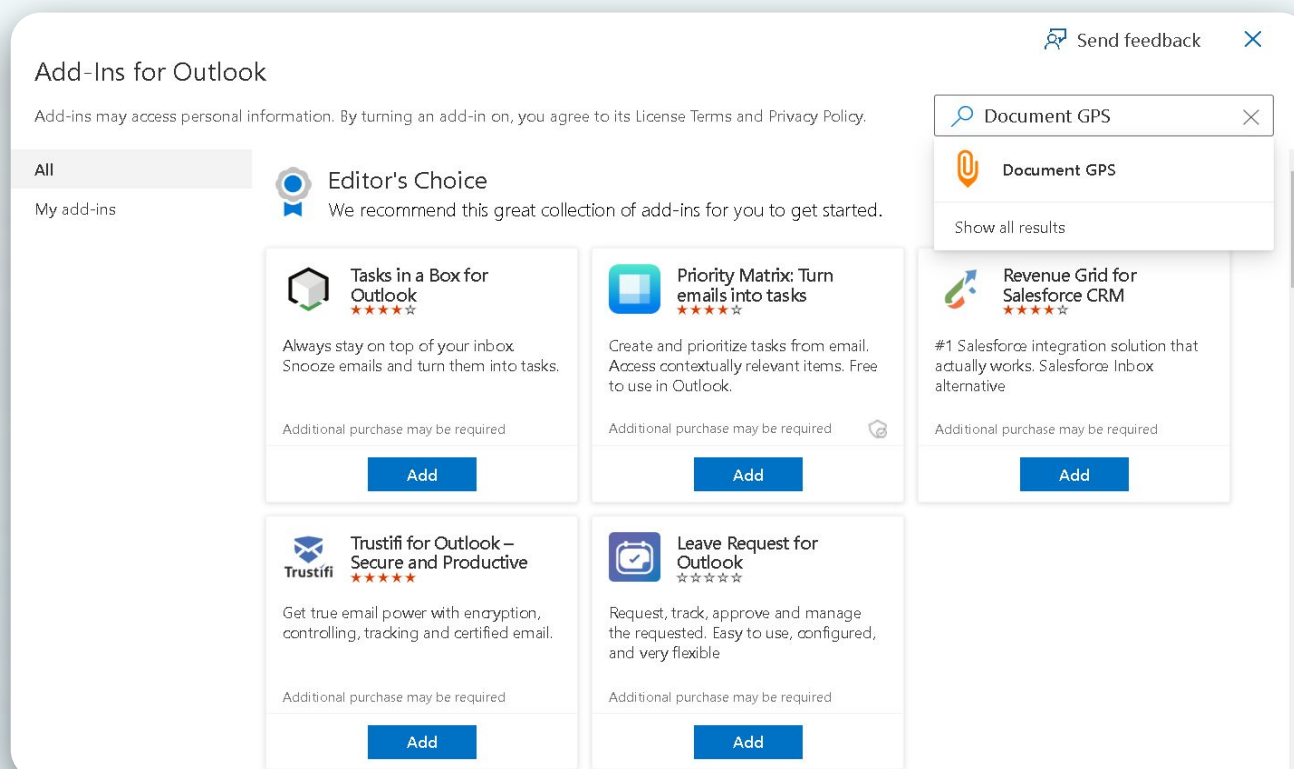 Send feedback
Add-Ins for Outlook
Add-ins may access personal information. By turning an add-in on, you agree to its License Terms and Privacy Policy.
Document GPS
Document GPS
Show all results
All
My add-ins
Editor's Choice
We recommend this great collection of add-ins for you to get started.
Tasks in a Box for
Outlook
Always stay on top of your inbox.
Snooze emails and turn them into tasks.
Additional purchase may be required
Add
Priority Matrix: Turn
emails into tasks
Create and prioritize tasks from email.
Access contextually relevant items. Free
to use in Outlook.
Additional purchase may be required
Add
Revenue Grid for
Salesforce CRM
#1 Salesforce integration solution that
actually works. Salesforce Inbox
alternative
Additional purchase may be required
Add
Trustifi
Trustifi for Outlook –
Secure and Productive
Get true email power with encryption,
controlling, tracking and certified email.
Additional purchase may be required
Add
Leave Request for
Outlook
Request, track, approve and manage
the requested. Easy to use, configured,
and very flexible
Additional purchase may be required
Add